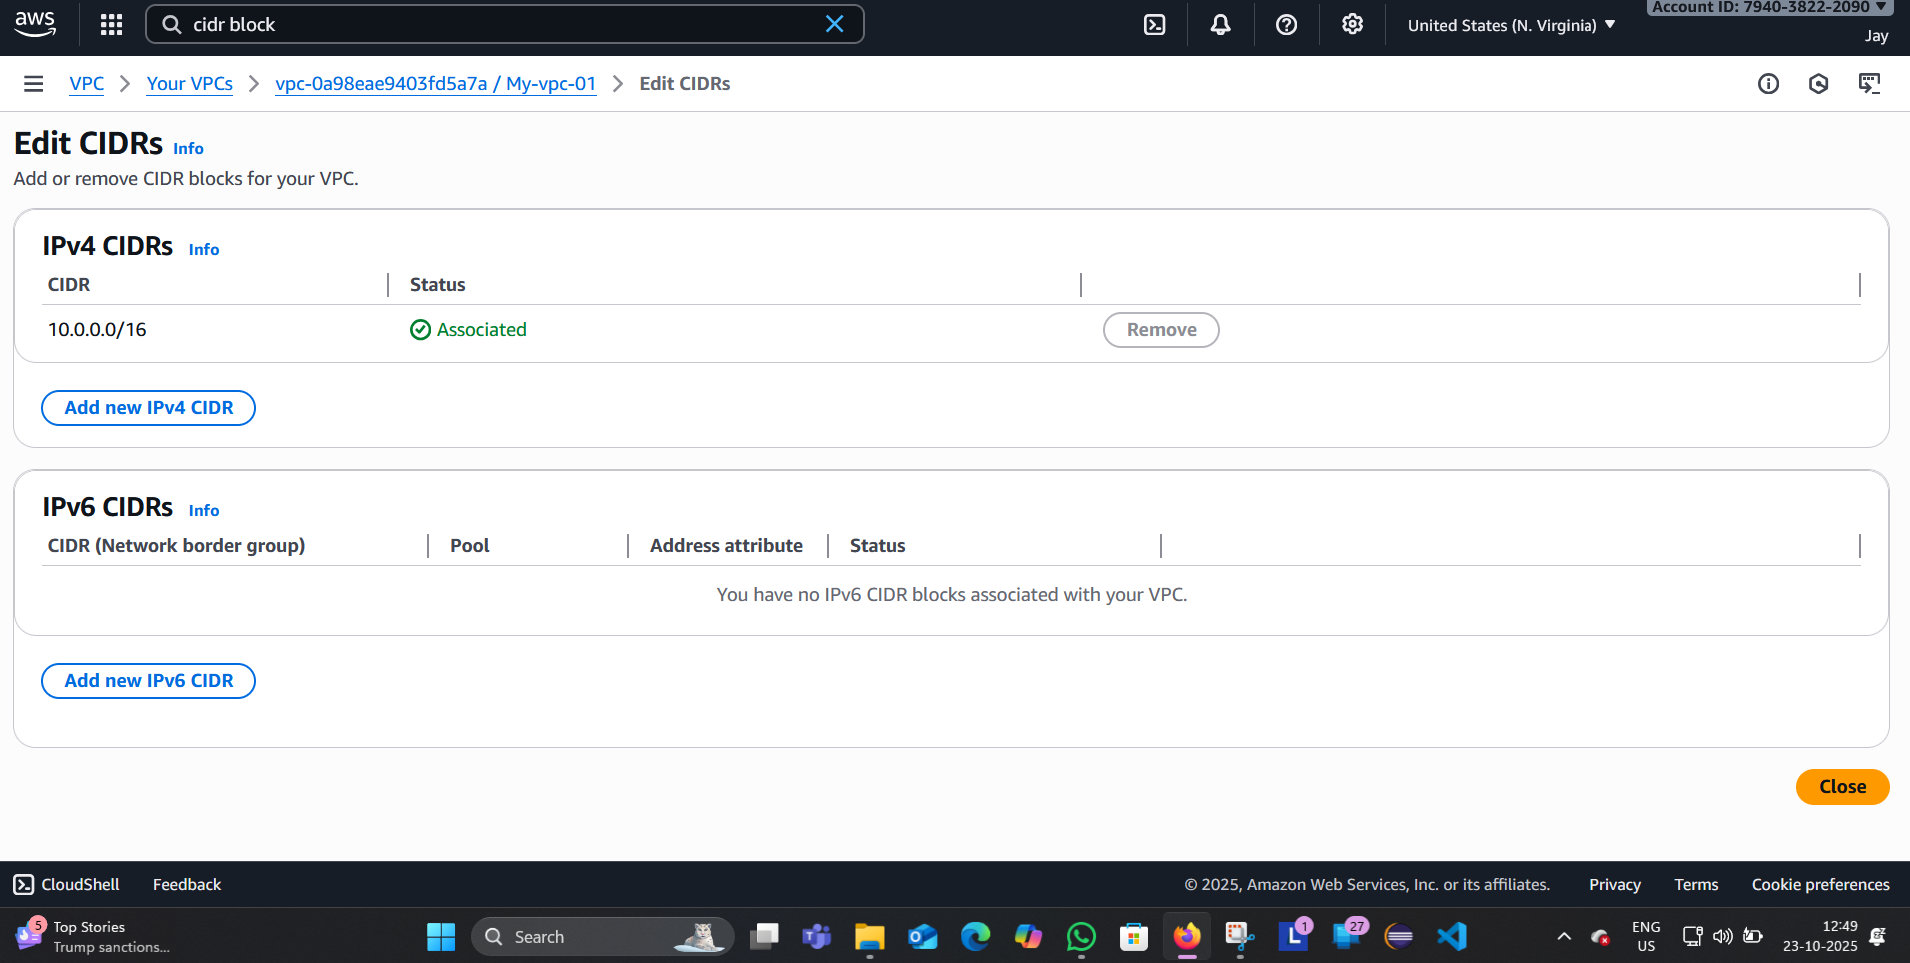 aws
cidr block
United States (N. Virginia)
Account ID: 7940-3822-2090
Jay
VPC
Your VPCs
vpc-0a98eae9403fd5a7a / My-vpc-01
Edit CIDRs
Edit CIDRs Info
Add or remove CIDR blocks for your VPC.
IPv4 CIDRs Info
CIDR Status
10.0.0.0/16 Associated Remove
Add new IPv4 CIDR
IPv6 CIDRs Info
CIDR (Network border group) Pool Address attribute Status
You have no IPv6 CIDR blocks associated with your VPC.
Add new IPv6 CIDR
Close
CloudShell Feedback © 2025, Amazon Web Services, Inc. or its affiliates. Privacy Terms Cookie preferences
5
Top Stories
Trump sanctions...
Search
L
1
27
ENG
US
12:49
23-10-2025